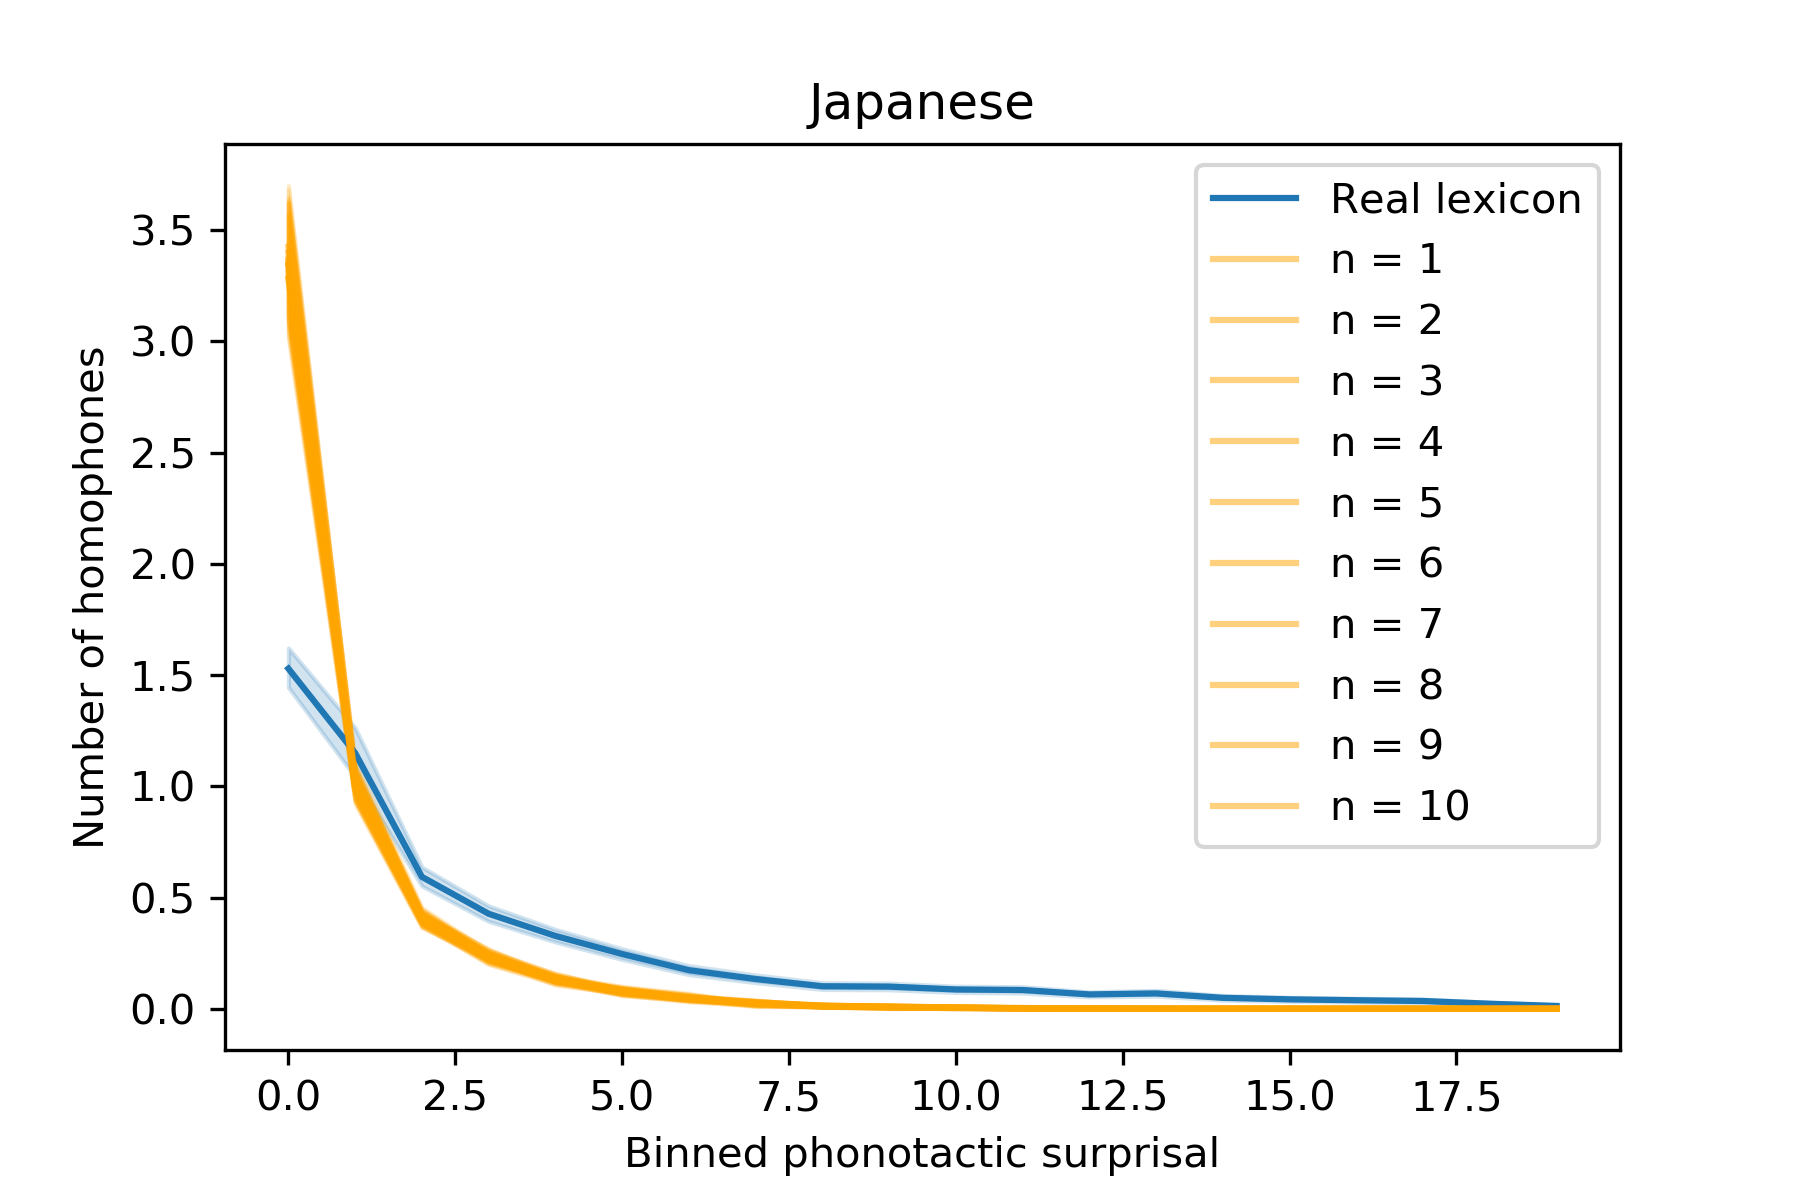 Japanese
Number of homophones
3.5
3.0
2.5
2.0
1.5
1.0
0.5
0.0
Real lexicon
n = 1
n = 2
n = 3
n = 4
n = 5
n = 6
n = 7
n = 8
n = 9
n = 10
0.0 2.5 5.0 7.5 10.0 12.5 15.0 17.5
Binned phonotactic surprisal